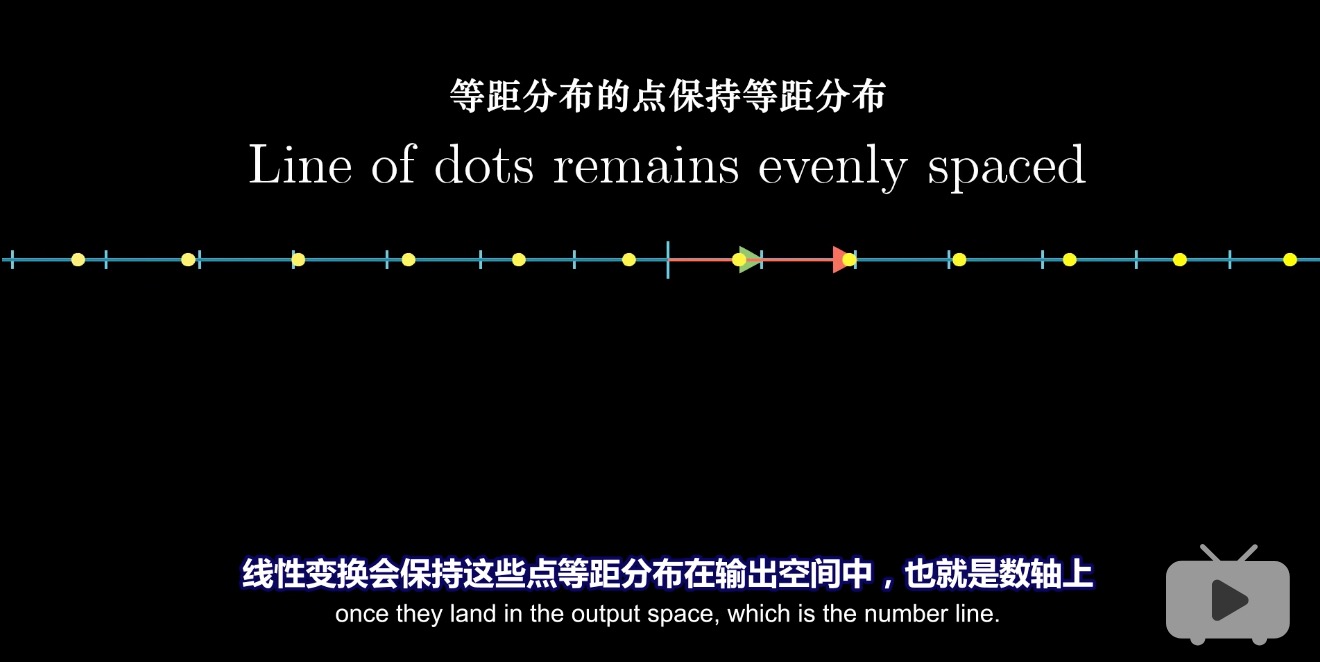 等距分布的点保持等距分布
Line of dots remains evenly spaced
线性变换会保持这些点等距分布在输出空间中，也就是数轴上
once they land in the output space, which is the number line.